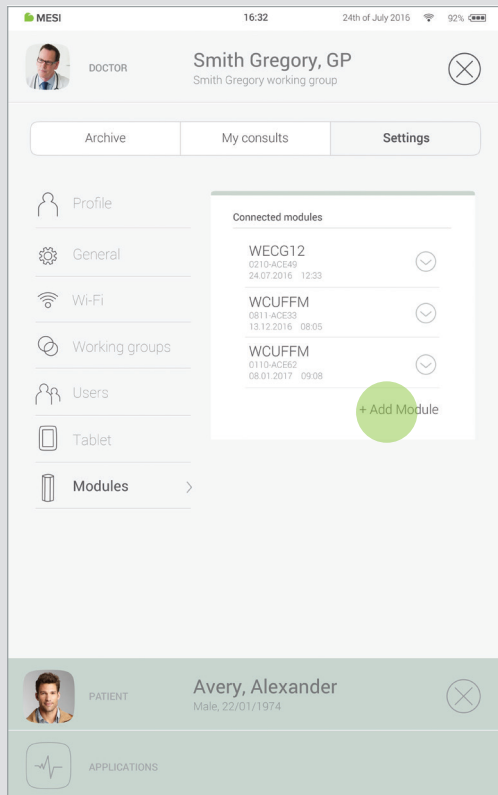 MESI 16:32 24th of July 2016 92%
DOCTOR
Smith Gregory, GP
Smith Gregory working group
Archive My consults Settings
Profile
General
Wi-Fi
Working groups
Users
Tablet
Modules
Connected modules
WECG12
0210-ACE49
24.07.2016 12:33
WCUFFM
0811-ACE33
13.12.2016 08:05
WCUFFM
0110-ACE62
08.01.2017 09:08
+ Add Module
PATIENT
Avery, Alexander
Male, 22/01/1974
APPLICATIONS